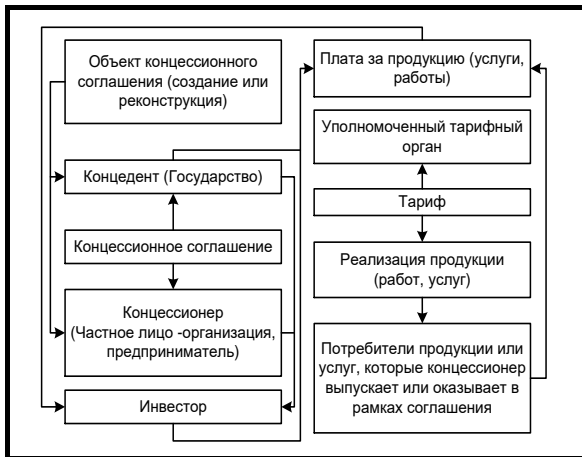 Объект концессионного
соглашения (создание или
реконструкция)
Концедент (Государство)
Концессионное соглашение
Концессионер
(Частное лицо -организация,
предприниматель)
Инвестор
Плата за продукцию (услуги,
работы)
Уполномоченный тарифный
орган
Тариф
Реализация продукции
(работ, услуг)
Потребители продукции или
услуг, которые концессионер
выпускает или оказывает в
рамках соглашения